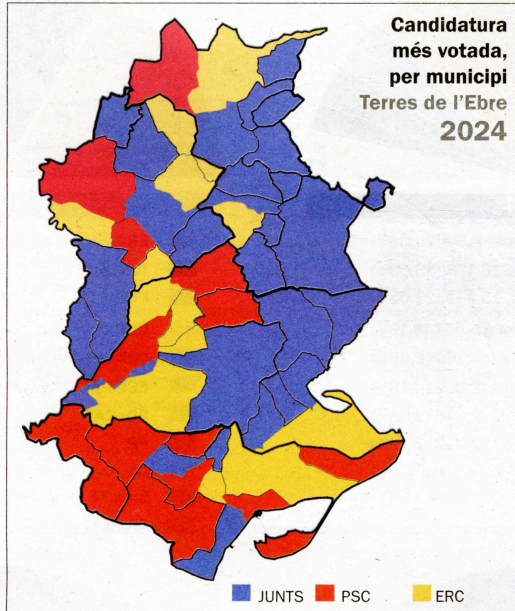 Candidatura
més votada,
per municipi
Terres de l'Ebre
2024
JUNTS PSC ERC